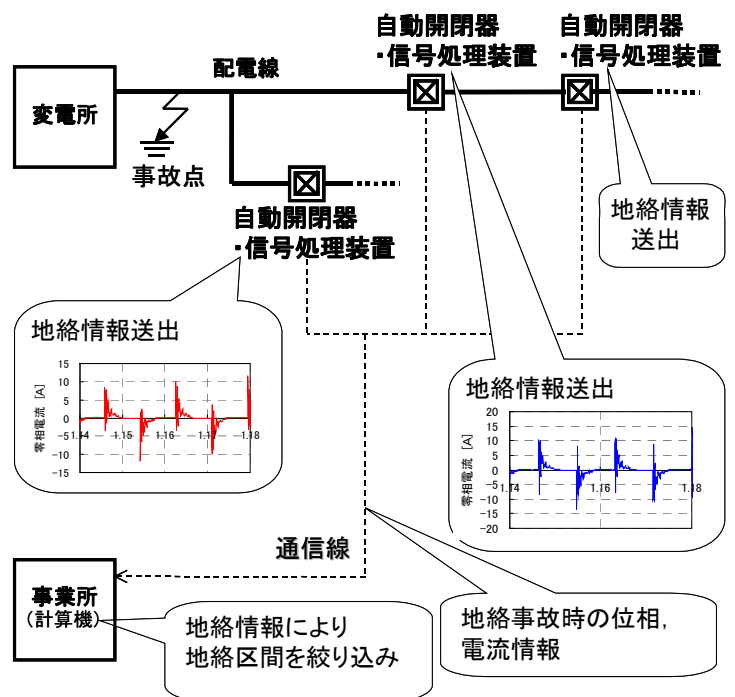 自動開閉器
・信号処理装置
自動開閉器
・信号処理装置
配電線
変電所
事故点
自動開閉器
・信号処理装置
地絡情報
送出
地絡情報送出
零相電流 [A]
15
10
5
0
-5
-10
-15
1.14
1.15
1.16
1.17
1.18
地絡情報送出
零相電流 [A]
20
15
10
5
0
-5
-10
-15
-20
1.14
1.16
1.18
通信線
事業所
(計算機)
地絡情報により
地絡区間を絞り込み
地絡事故時の位相,
電流情報